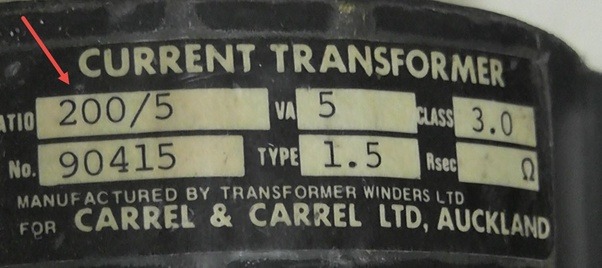 CURRENT TRANSFORMER
ATIO 200/5 VA 5 CLASS 3.0
No. 90415 TYPE 1.5 Rsec Ω
MANUFACTURED BY TRANSFORMER WINDERS LTD
FOR CARREL & CARREL LTD, AUCKLAND